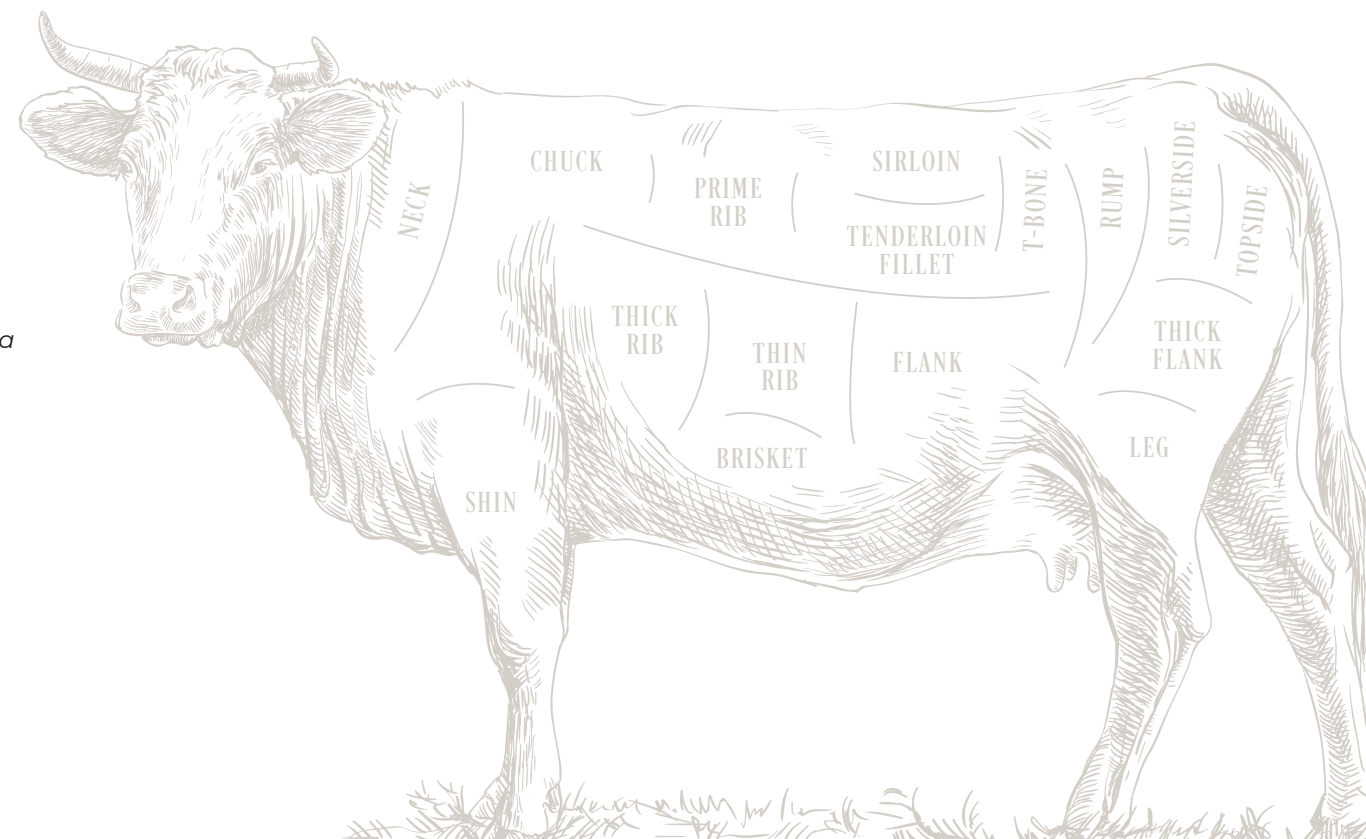 CHUCK
SIRLOIN
PRIME
RIB
NECK
T-BONE
RUMP
SILVERSIDE
TOPSIDE
TENDERLOIN
FILLET
THICK
RIB
THIN
RIB
FLANK
THICK
FLANK
a
BRISKET
LEG
SHIN